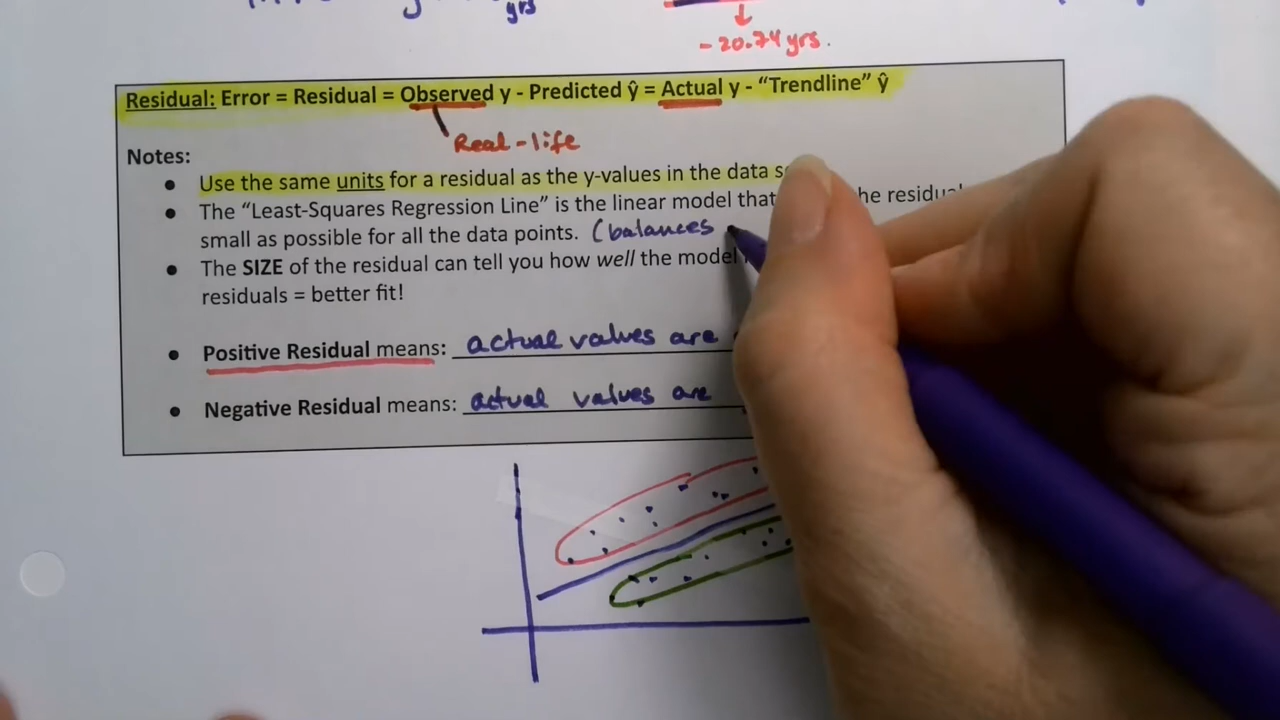 yrs
-20.74 yrs.
Residual: Error = Residual = Observed y - Predicted ŷ = Actual y - “Trendline” ŷ
Real-life
Notes:
Use the same units for a residual as the y-values in the data
The “Least-Squares Regression Line” is the linear model that
small as possible for all the data points. (balances
The SIZE of the residual can tell you how well the model
residuals = better fit!
Positive Residual means: actual values are
Negative Residual means: actual values are